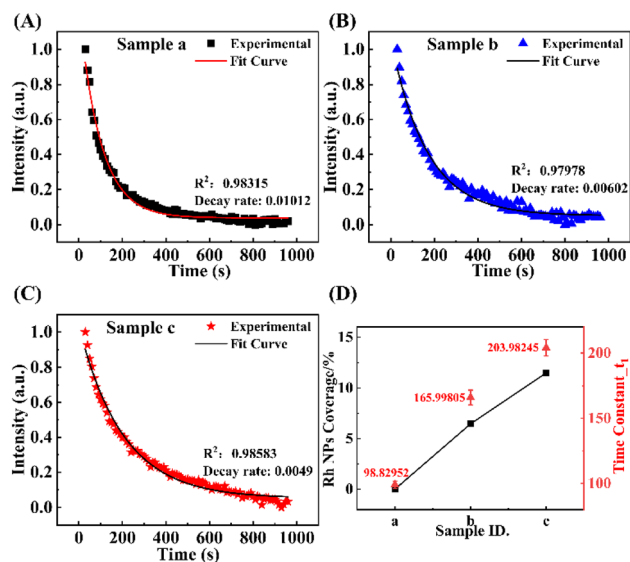 (A)
Sample a
Experimental
Fit Curve
R²: 0.98315
Decay rate: 0.01012
Intensity (a.u.)
1.0
0.8
0.6
0.4
0.2
0.0
0 200 400 600 800 1000
Time (s)
(B)
Sample b
Experimental
Fit Curve
R²: 0.97978
Decay rate: 0.00602
Intensity (a.u.)
1.0
0.8
0.6
0.4
0.2
0.0
0 200 400 600 800 1000
Time (s)
(C)
Sample c
Experimental
Fit Curve
R²: 0.98583
Decay rate: 0.0049
Intensity (a.u.)
1.0
0.8
0.6
0.4
0.2
0.0
0 200 400 600 800 1000
Time (s)
(D)
Rh NPs Coverage/%
15
10
5
0
98.82952
165.99805
203.98245
200
150
100
Time Constant_t₁
a b c
Sample ID.